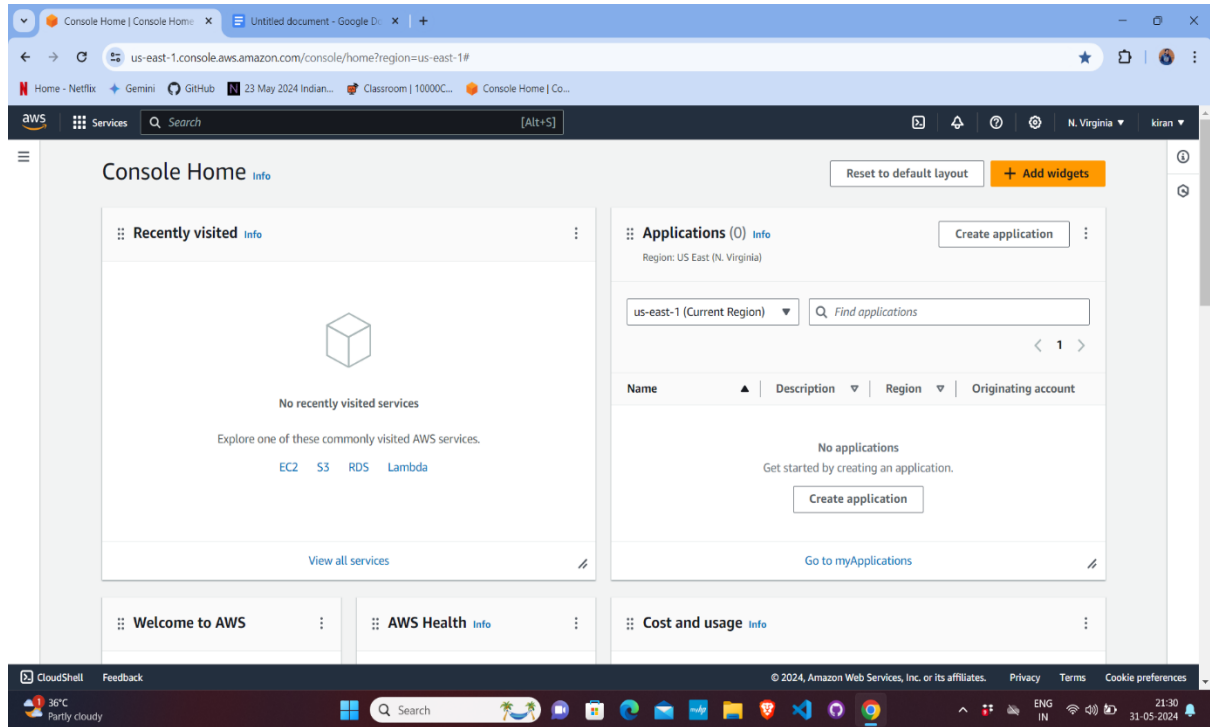 Console Home | Console Home
Untitled document - Google Do
us-east-1.console.aws.amazon.com/console/home?region=us-east-1#
Home - Netflix Gemini GitHub 23 May 2024 Indian... Classroom | 10000C... Console Home | Co...
aws Services Search [Alt+S] N. Virginia kiran
Console Home Info
Reset to default layout + Add widgets
Recently visited Info
No recently visited services
Explore one of these commonly visited AWS services.
EC2 S3 RDS Lambda
View all services
Applications (0) Info
Create application
Region: US East (N. Virginia)
us-east-1 (Current Region) Find applications
1
Name Description Region Originating account
No applications
Get started by creating an application.
Create application
Go to myApplications
Welcome to AWS
AWS Health Info
Cost and usage Info
CloudShell Feedback © 2024, Amazon Web Services, Inc. or its affiliates. Privacy Terms Cookie preferences
1
36°C
Partly cloudy
Search
ENG
IN
21:30
31-05-2024